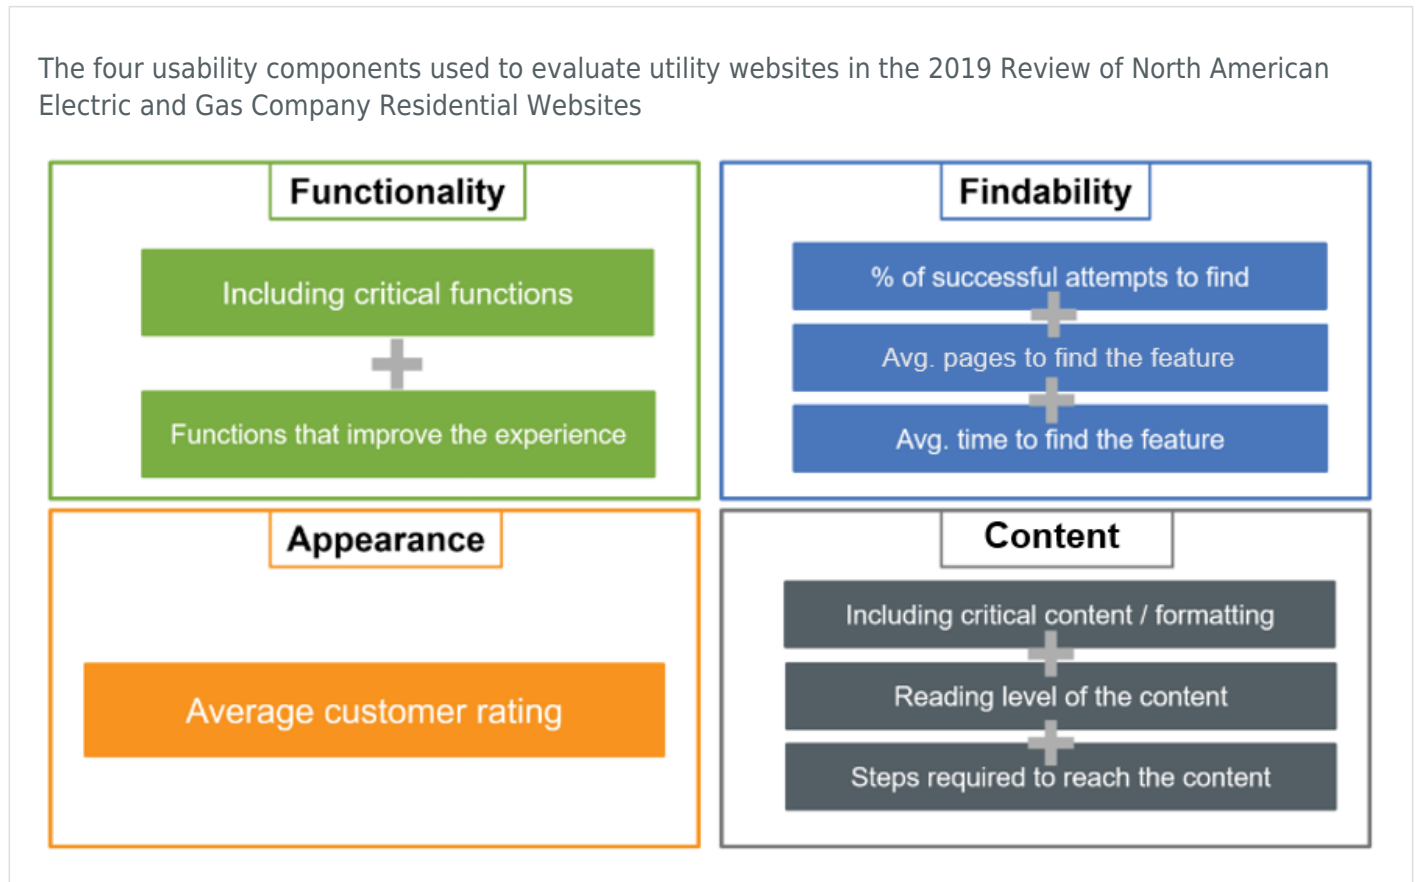 The four usability components used to evaluate utility websites in the 2019 Review of North American
Electric and Gas Company Residential Websites
Functionality
Including critical functions
Functions that improve the experience
Findability
% of successful attempts to find
Avg. pages to find the feature
Avg. time to find the feature
Appearance
Average customer rating
Content
Including critical content / formatting
Reading level of the content
Steps required to reach the content